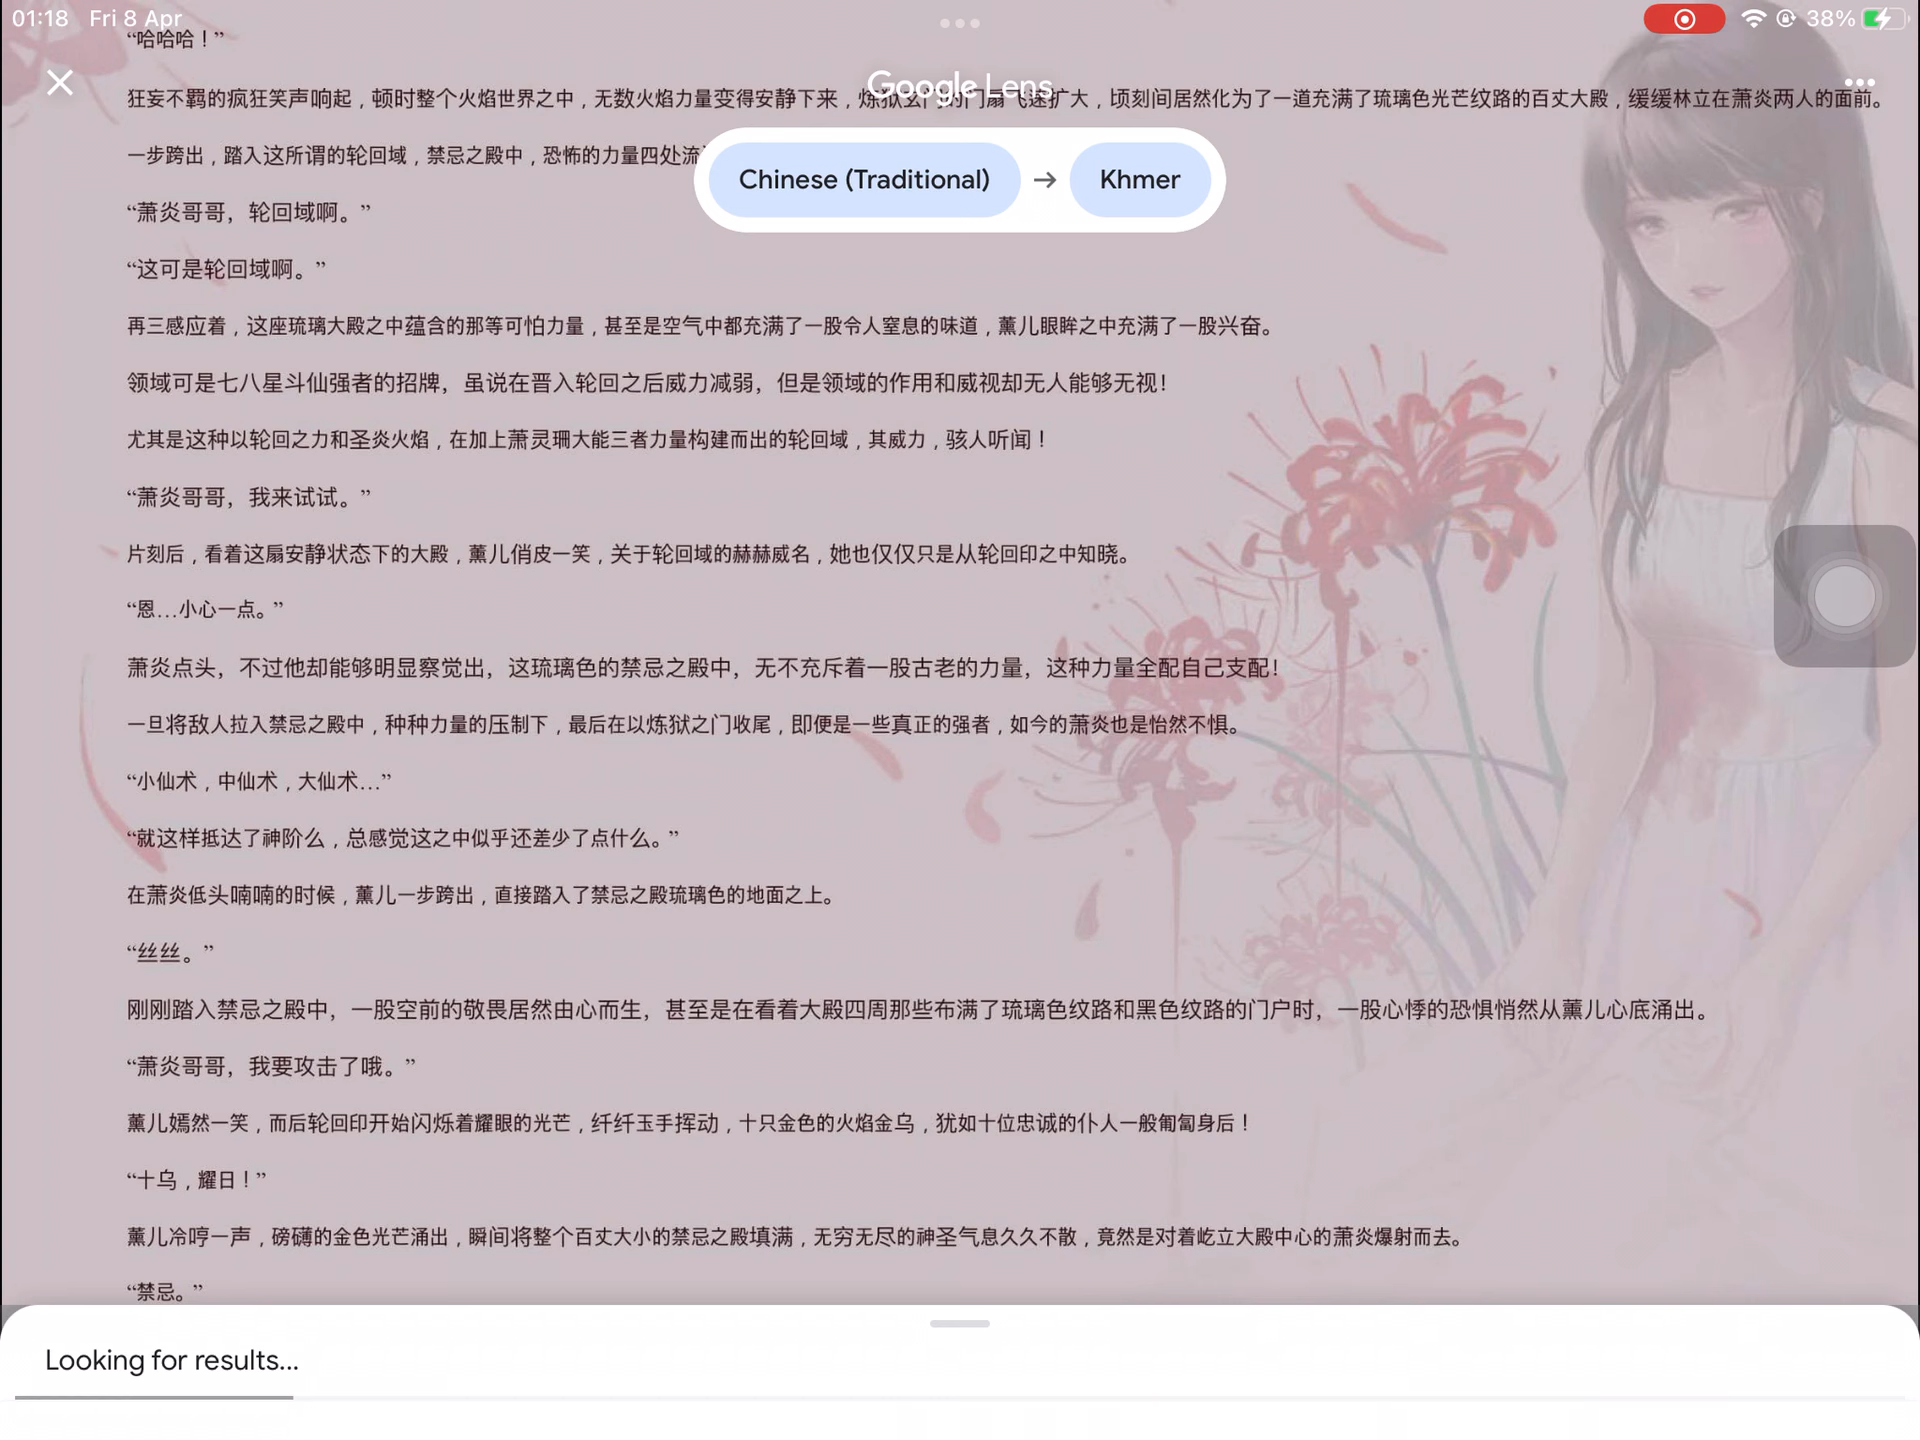 01:18 Fri 8 Apr
38%
“哈哈哈！”
Google Lens
狂妄不羁的疯狂笑声响起，顿时整个火焰世界之中，无数火焰力量变得安静下来，炼狱之门的门扇飞速扩大，顷刻间居然化为了一道充满了琉璃色光芒纹路的百丈大殿，缓缓林立在萧炎两人的面前。
一步跨出，踏入这所谓的轮回域，禁忌之殿中，恐怖的力量四处流
Chinese (Traditional) → Khmer
“萧炎哥哥，轮回域啊。”
“这可是轮回域啊。”
再三感应着，这座琉璃大殿之中蕴含的那等可怕力量，甚至是空气中都充满了一股令人窒息的味道，薰儿眼眸之中充满了一股兴奋。
领域可是七八星斗仙强者的招牌，虽说在晋入轮回之后威力减弱，但是领域的作用和威视却无人能够无视！
尤其是这种以轮回之力和圣炎火焰，在加上萧灵珊大能三者力量构建而出的轮回域，其威力，骇人听闻！
“萧炎哥哥，我来试试。”
片刻后，看着这扇安静状态下的大殿，薰儿俏皮一笑，关于轮回域的赫赫威名，她也仅仅只是从轮回印之中知晓。
“恩…小心一点。”
萧炎点头，不过他却能够明显察觉出，这琉璃色的禁忌之殿中，无不充斥着一股古老的力量，这种力量全配自己支配！
一旦将敌人拉入禁忌之殿中，种种力量的压制下，最后在以炼狱之门收尾，即便是一些真正的强者，如今的萧炎也是怡然不惧。
“小仙术，中仙术，大仙术…”
“就这样抵达了神阶么，总感觉这之中似乎还差少了点什么。”
在萧炎低头喃喃的时候，薰儿一步跨出，直接踏入了禁忌之殿琉璃色的地面之上。
“丝丝。”
刚刚踏入禁忌之殿中，一股空前的敬畏居然由心而生，甚至是在看着大殿四周那些布满了琉璃色纹路和黑色纹路的门户时，一股心悸的恐惧悄然从薰儿心底涌出。
“萧炎哥哥，我要攻击了哦。”
薰儿嫣然一笑，而后轮回印开始闪烁着耀眼的光芒，纤纤玉手挥动，十只金色的火焰金乌，犹如十位忠诚的仆人一般匍匐身后！
“十乌，耀日！”
薰儿冷哼一声，磅礴的金色光芒涌出，瞬间将整个百丈大小的禁忌之殿填满，无穷无尽的神圣气息久久不散，竟然是对着屹立大殿中心的萧炎爆射而去。
“禁忌。”
Looking for results...